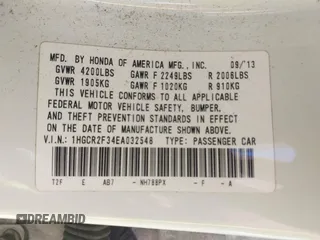 MFD. BY HONDA OF AMERICA MFG., INC. 09/13
GVWR 4200LBS GAWR F 2249LBS R 2006LBS
GVWR 1905KG GAWR F 1020KG R 910KG
THIS VEHICLE CONFORMS TO ALL APPLICABLE
FEDERAL MOTOR VEHICLE SAFETY, BUMPER,
AND THEFT PREVENTION STANDARDS IN EFFECT
ON THE DATE OF MANUFACTURE SHOWN ABOVE.
V.I.N.: 1HGCR2F34EA032546 TYPE: PASSENGER CAR
T2F E AB7 - NH788PX - F - A
DREAMBID